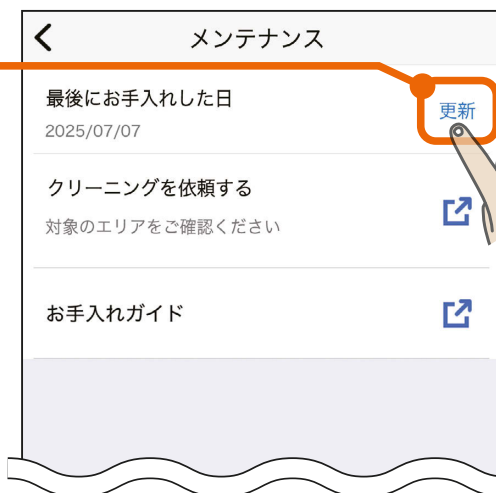 メンテナンス
最後にお手入れした日
更新
2025/07/07
クリーニングを依頼する
対象のエリアをご確認ください
お手入れガイド